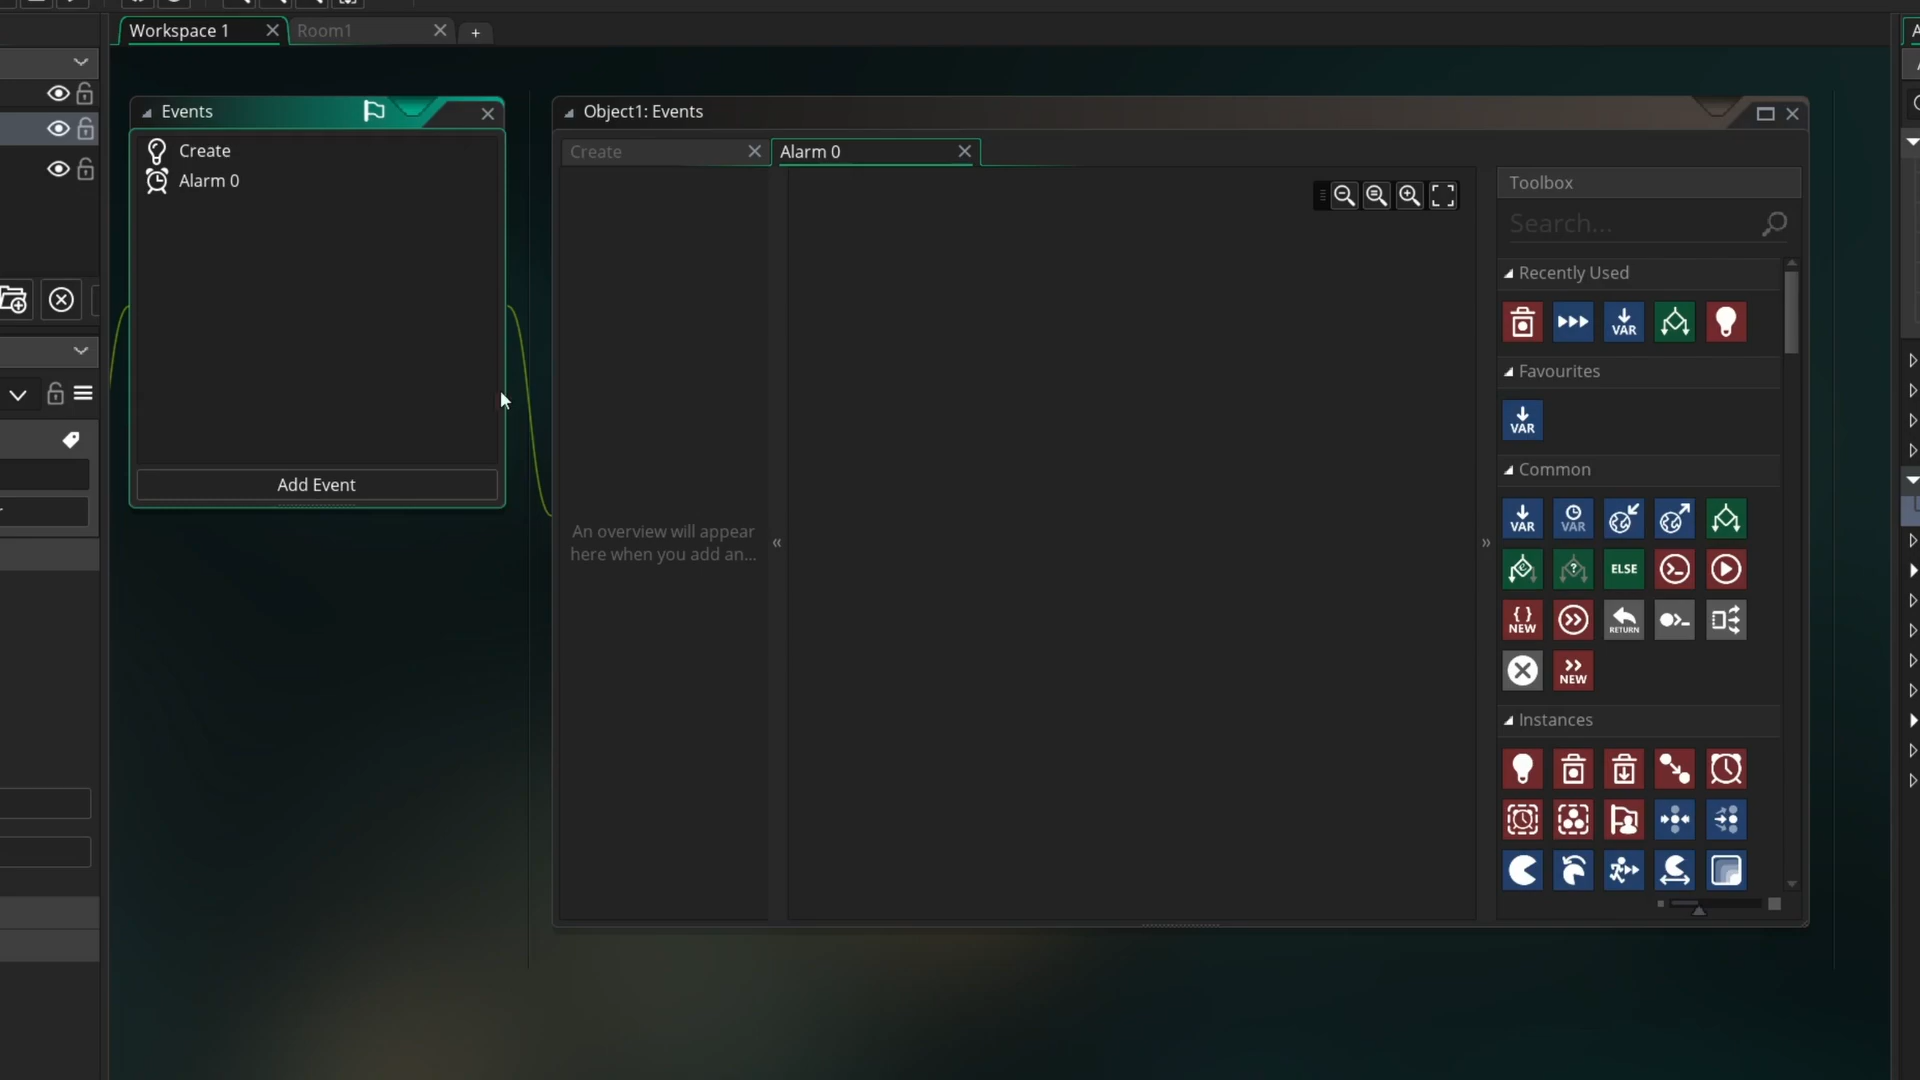 Workspace 1
Room1
+
Events
Create
Alarm 0
Add Event
Object1: Events
Create
Alarm 0
An overview will appear
here when you add an...
Toolbox
Search...
Recently Used
VAR
Favourites
VAR
Common
VAR
VAR
ELSE
NEW
RETURN
NEW
Instances